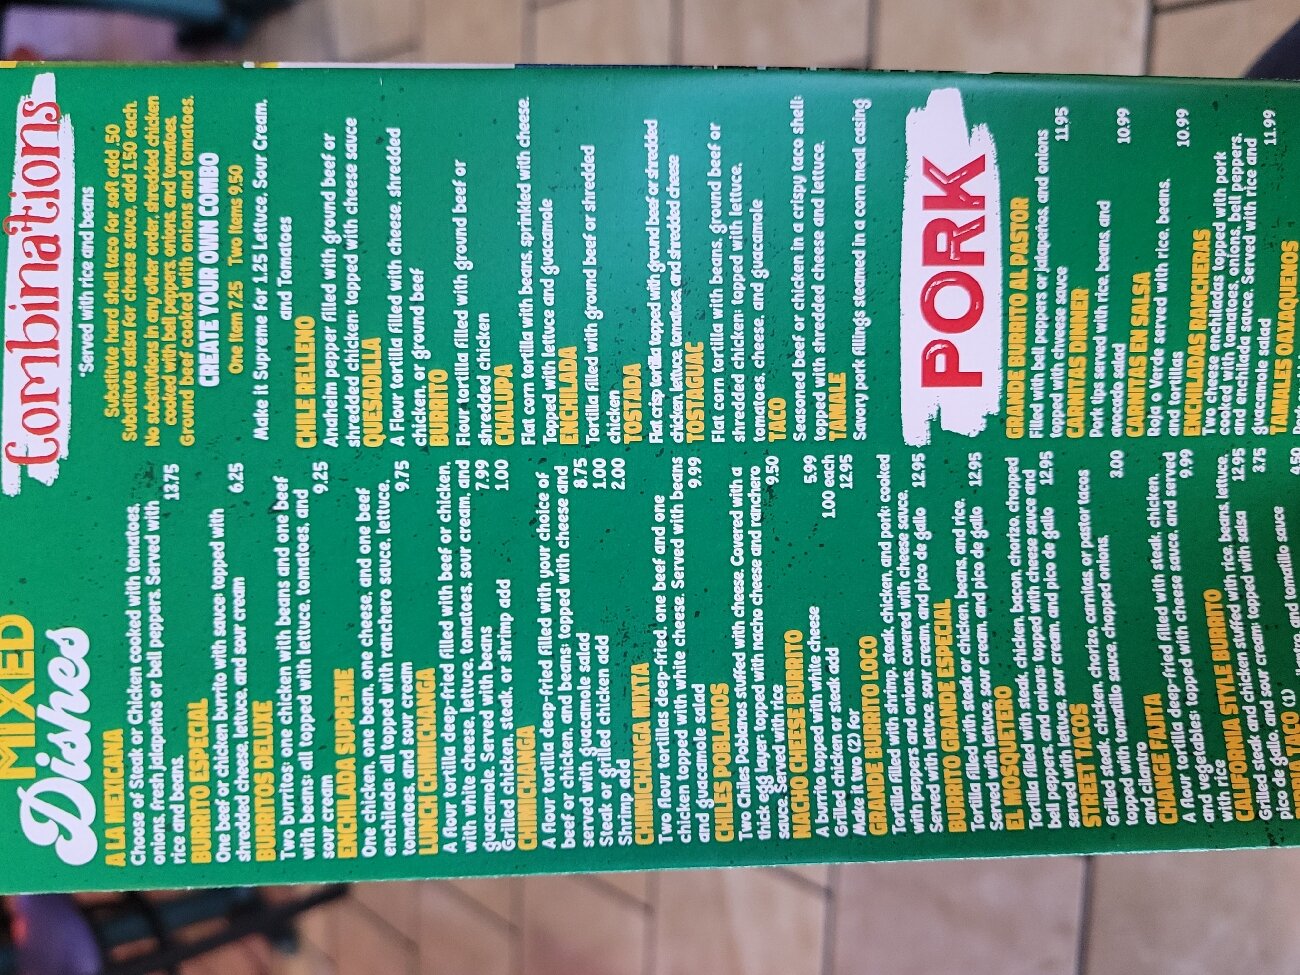 MIXED
Dishes
A LA MEXICANA
Choose of Steak or Chicken cooked with tomatoes,
onions, fresh jalapeños or bell peppers. Served with
rice and beans. 13.75
BURRITO ESPECIAL
One beef or chicken burrito with sauce; topped with
shredded cheese, lettuce, and sour cream 6.25
BURRITOS DELUXE
Two burritos: one chicken with beans and one beef
with beans; all topped with lettuce, tomatoes, and
sour cream 9.25
ENCHILADA SUPREME
One chicken, one bean, one cheese, and one beef
enchilada all topped with ranchero sauce, lettuce,
tomatoes, and sour cream 9.75
LUNCH CHIMICHANGA
A flour tortilla deep-fried filled with beef or chicken,
with white cheese, lettuce, tomatoes, sour cream, and
guacamole. Served with beans 7.99
Grilled chicken, steak, or shrimp add 1.00
CHIMICHANGA
A flour tortilla deep-fried filled with your choice of
beef or chicken, and beans; topped with cheese and
served with guacamole salad 8.75
Steak or grilled chicken add 1.00
Shrimp add 2.00
CHIMICHANGA MIXTA
Two flour tortillas deep-fried one beef and one
chicken topped with white cheese. Served with beans
and guacamole salad 9.99
CHILES POBLANOS
Two Chiles Poblanos stuffed with cheese. Covered with a
thick egg layer; topped with nacho cheese and ranchero
sauce. Served with rice 9.50
NACHO CHEESE BURRITO
A burrito topped with white cheese 5.99
Grilled chicken or steak add 1.00 each
Make it two (2) for 12.95
GRANDE BURRITO LOCO
Tortilla filled with shrimp, steak, chicken, and pork; cooked
with peppers and onions, covered with cheese sauce.
Served with lettuce, sour cream, and pico de gallo 12.95
BURRITO GRANDE ESPECIAL
Tortilla filled with steak or chicken, beans, and rice.
Served with lettuce, sour cream, and pico de gallo 12.95
EL MOSQUETERO
Tortilla filled with steak, chicken, bacon, chorizo, chopped
bell peppers, and onions; topped with cheese sauce and
served with lettuce, sour cream, and pico de gallo 12.95
STREET TACOS
Grilled steak, chicken, chorizo, carnitas, or pastor tacos
topped with tomatillo sauce, chopped onions,
and cilantro 3.00
CHANGE FAJITA
A flour tortilla deep-fried filled with steak, chicken,
and vegetables! topped with cheese sauce, and served
with rice 9.99
CALIFORNIA STYLE BURRITO
Grilled steak and chicken stuffed with rice, beans, lettuce,
pico de gallo, and sour cream topped with salsa 12.95
TACO (1) 3.75
and tomatillo sauce 4.50
Combinations
*Served with rice and beans
Substitute hard shell taco for soft add .50
Substitute salsa for cheese sauce, add 1.50 each.
No substitutions in any other order, shredded chicken
cooked with bell peppers, onions, and tomatoes.
Ground beef cooked with onions and tomatoes.
CREATE YOUR OWN COMBO
One Item 7.25 Two Items 9.50
Make it Supreme for 1.25 Lettuce, Sour Cream,
and Tomatoes
CHILE RELLENO
Anaheim pepper filled with ground beef or
shredded chicken; topped with cheese sauce
QUESADILLA
A Flour tortilla filled with cheese, shredded
chicken, or ground beef
BURRITO
Flour tortilla filled with ground beef or
shredded chicken
CHALUPA
Flat corn tortilla with beans, sprinled with cheese.
Topped with lettuce and guacamole
ENCHILADA
Tortilla filled with ground beef or shredded
chicken
TOSTADA
Flat crisp tortilla topped with ground beef or shredded
chicken, lettuce, tomatoes, and shredded cheese
TOSTAGUAC
Flat corn tortilla with beans, ground beef or
shredded chicken; topped with lettuce,
tomatoes, cheese, and guacamole
TACO
Seasoned beef or chicken in a crispy taco shell;
topped with shredded cheese and lettuce.
TAMALE
Savory pork fillings steamed in a corn meal casing
PORK
GRANDE BURRITO AL PASTOR
Filled with bell peppers or jalapeños, and onions
topped with cheese sauce 11.95
CARNITAS DINNER
Pork tips served with rice, beans, and
avocado salad 10.99
CARNITAS EN SALSA
Roja o Verde served with rice, beans,
and tortillas 10.99
ENCHILADAS RANCHERAS
Two cheese enchiladas topped with pork
cooked with tomatoes, onions, bell peppers,
and enchilada sauce. Served with rice and
guacamole salad 11.99
TAMALES OAXAQUENOS